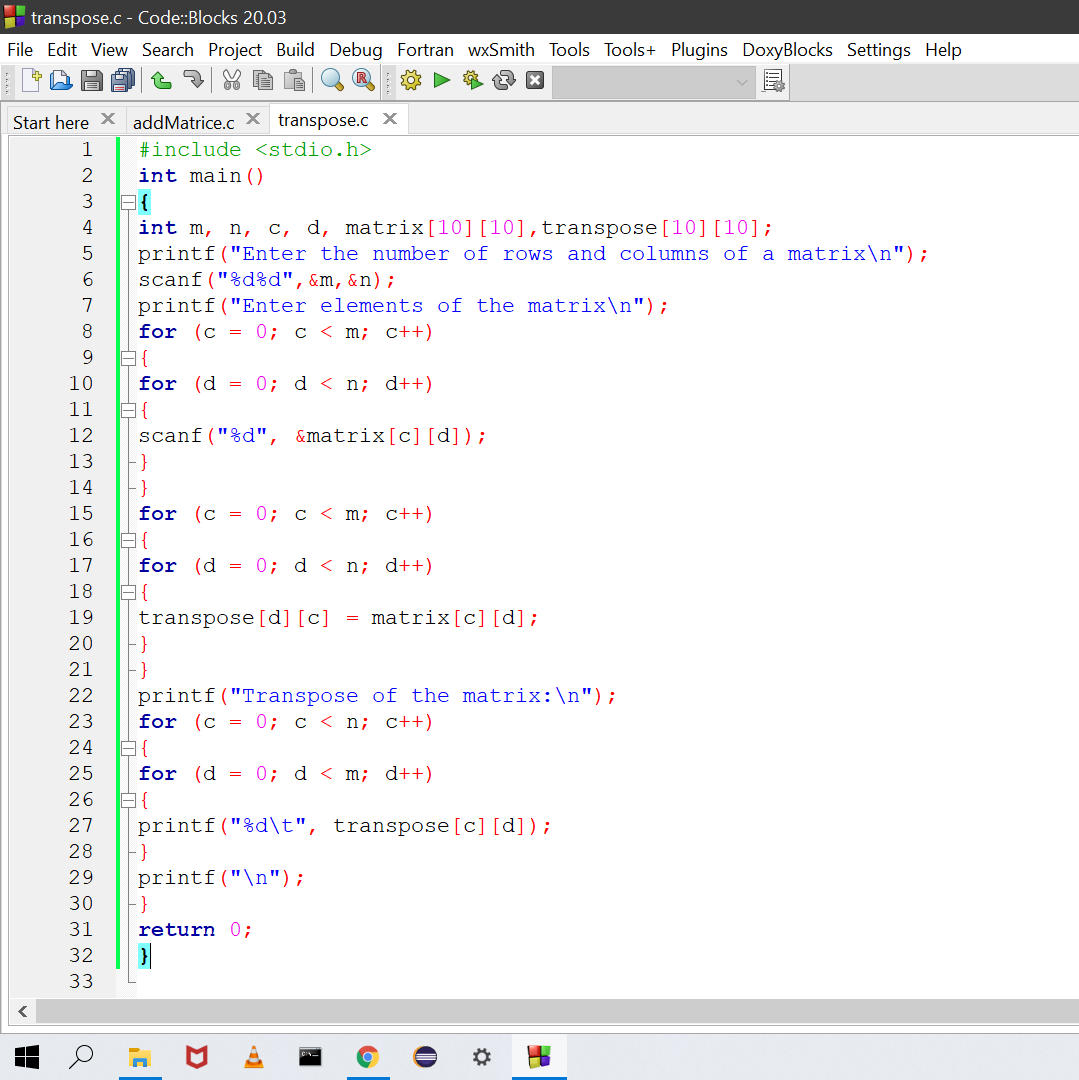 transpose.c - Code::Blocks 20.03
File Edit View Search Project Build Debug Fortran wxSmith Tools Tools+ Plugins DoxyBlocks Settings Help
Start here addMatrice.c transpose.c
1 #include <stdio.h>
2 int main()
3 {
4 int m, n, c, d, matrix[10][10],transpose[10][10];
5 printf("Enter the number of rows and columns of a matrix\n");
6 scanf("%d%d",&m,&n);
7 printf("Enter elements of the matrix\n");
8 for (c = 0; c < m; c++)
9 {
10 for (d = 0; d < n; d++)
11 {
12 scanf("%d", &matrix[c][d]);
13 }
14 }
15 for (c = 0; c < m; c++)
16 {
17 for (d = 0; d < n; d++)
18 {
19 transpose[d][c] = matrix[c][d];
20 }
21 }
22 printf("Transpose of the matrix:\n");
23 for (c = 0; c < n; c++)
24 {
25 for (d = 0; d < m; d++)
26 {
27 printf("%d\t", transpose[c][d]);
28 }
29 printf("\n");
30 }
31 return 0;
32 }
33